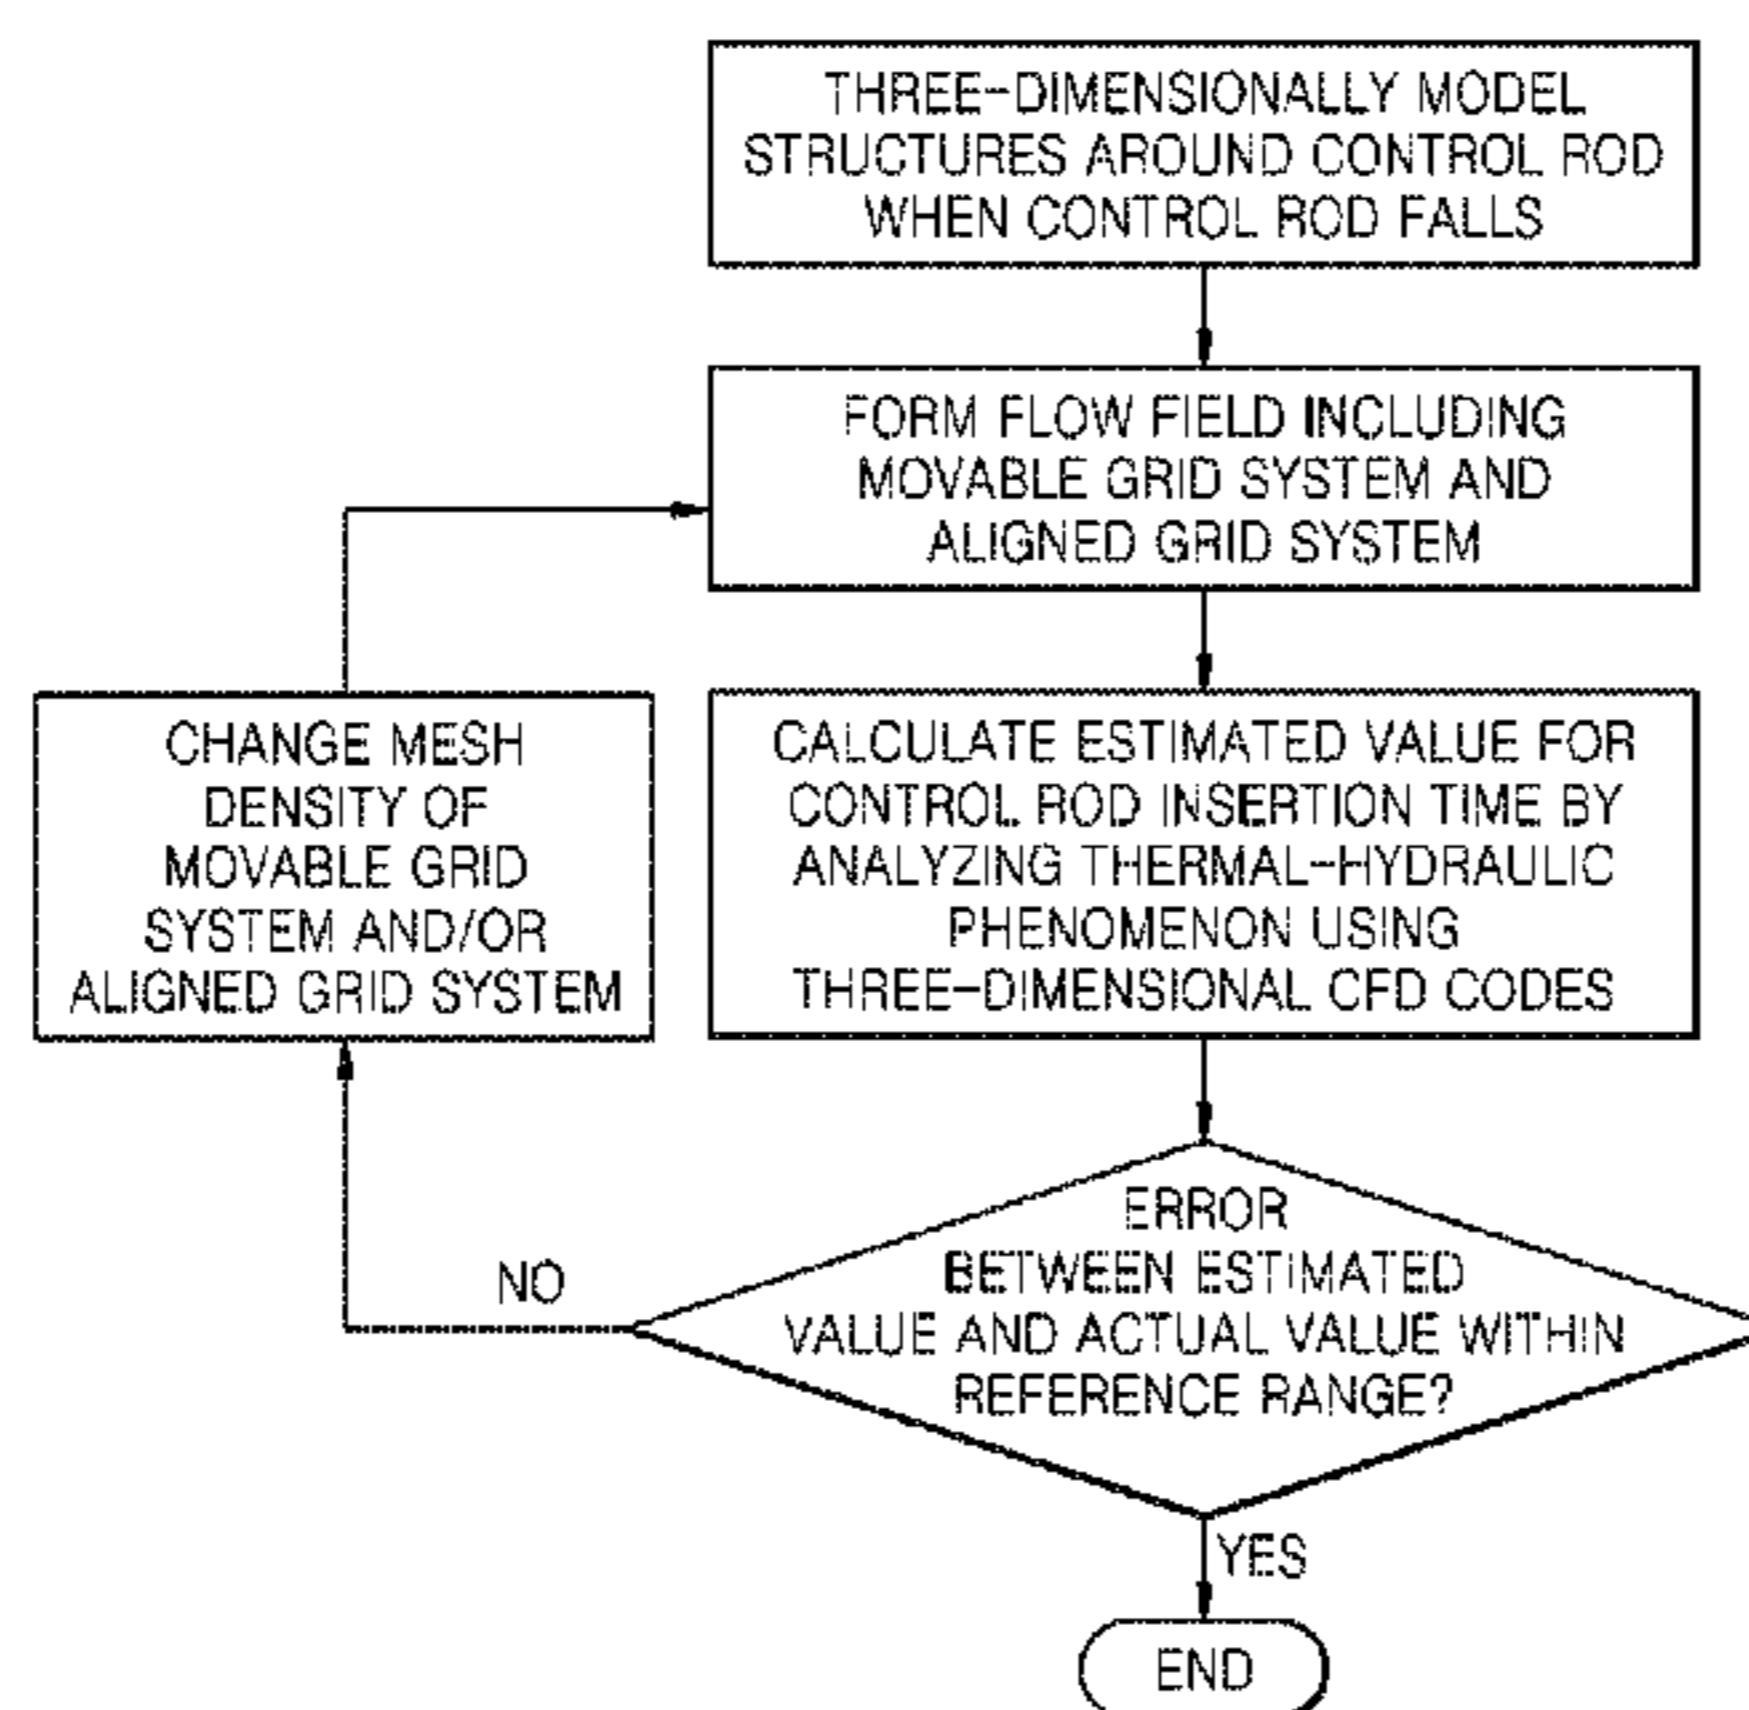 THREE-DIMENSIONALLY MODEL
STRUCTURES AROUND CONTROL ROD
WHEN CONTROL ROD FALLS
FORM FLOW FIELD INCLUDING
MOVABLE GRID SYSTEM AND
ALIGNED GRID SYSTEM
CHANGE MESH
DENSITY OF
MOVABLE GRID
SYSTEM AND/OR
ALIGNED GRID SYSTEM
CALCULATE ESTIMATED VALUE FOR
CONTROL ROD INSERTION TIME BY
ANALYZING THERMAL-HYDRAULIC
PHENOMENON USING
THREE-DIMENSIONAL CFD CODES
ERROR
BETWEEN ESTIMATED
VALUE AND ACTUAL VALUE WITHIN
REFERENCE RANGE?
NO
YES
END